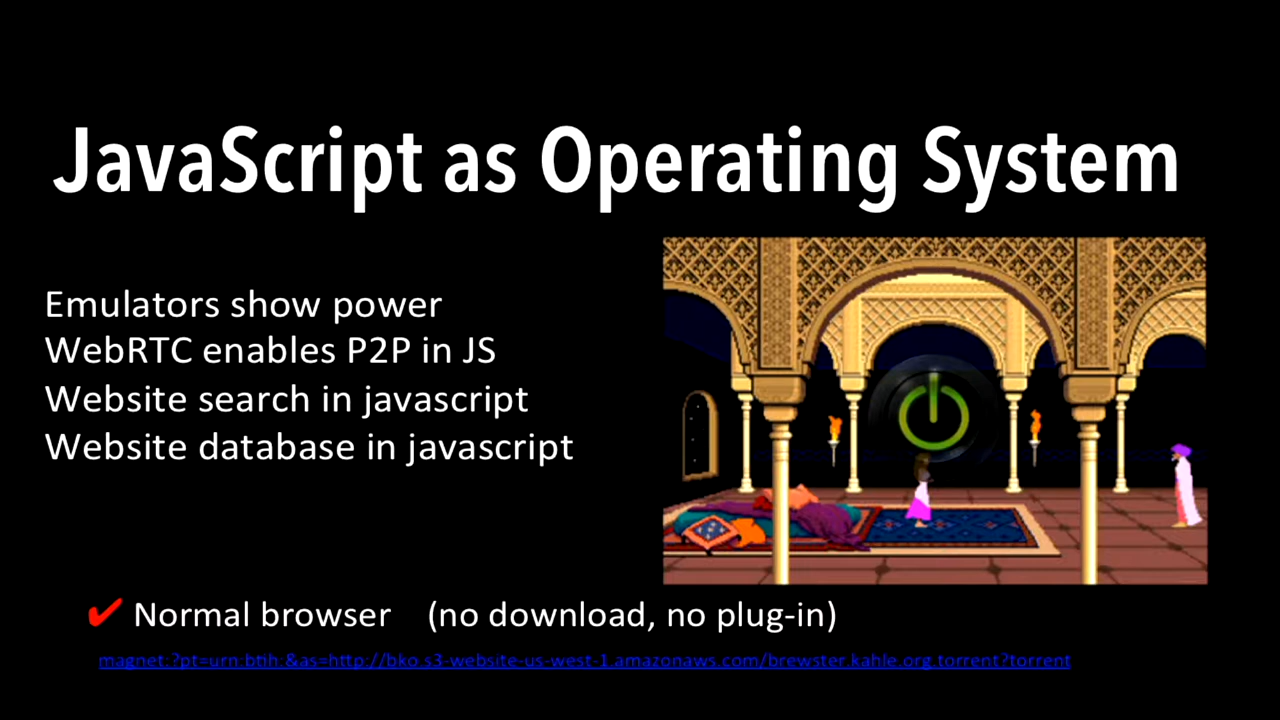 JavaScript as Operating System
Emulators show power
WebRTC enables P2P in JS
Website search in javascript
Website database in javascript
✔ Normal browser (no download, no plug-in)
magnet:?pt=urn:btih:&as=http://bko.s3-website-us-west-1.amazonaws.com/brewster.kahle.org.torrent?torrent